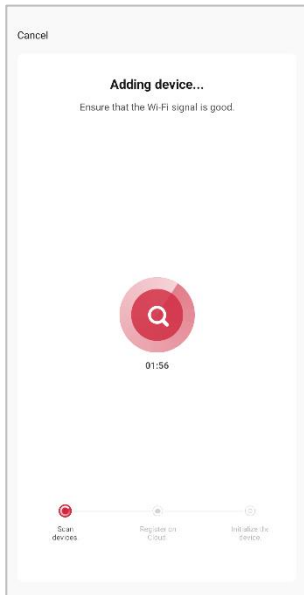 Cancel
Adding device...
Ensure that the Wi-Fi signal is good.
01:56
Scan
devices
Register on
Cloud.
Initialize the
device.